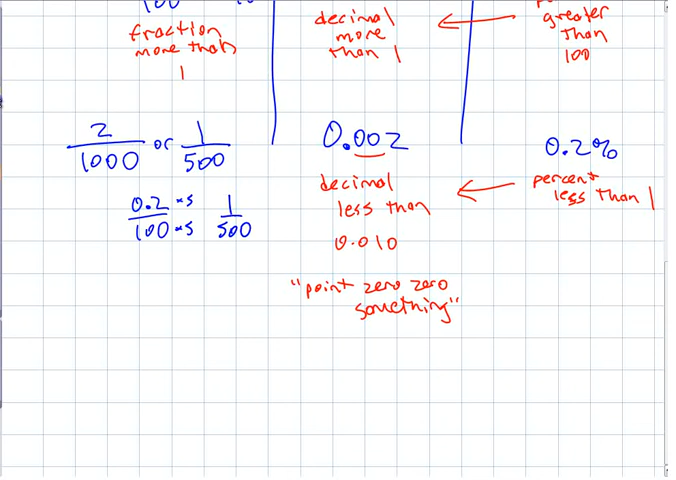 100
fraction
more than
1
decimal
more
than 1
greater
than
100
2/1000 or 1/500
0.2 ×5 / 100 ×5 1/500
0.002
decimal
less than
0.010
"point zero zero
something"
0.2%
percent
less than 1